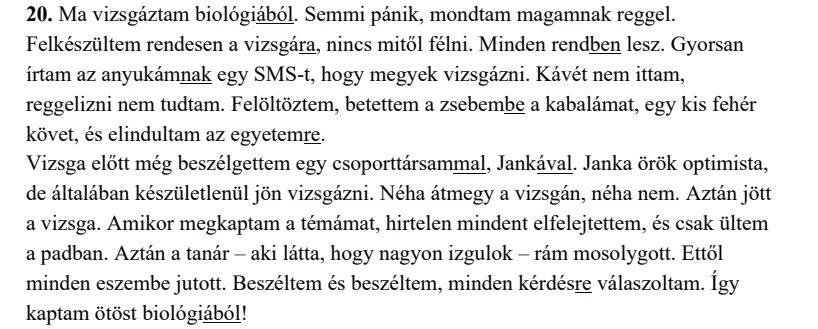 20. Ma vizsgáztam biológiából. Semmi pánik, mondtam magamnak reggel.
Felkészültem rendesen a vizsgára, nincs mitől félni. Minden rendben lesz. Gyorsan
írtam az anyukámnak egy SMS-t, hogy megyek vizsgázni. Kávét nem ittam,
reggelizni nem tudtam. Felöltöztem, betettem a zsebembe a kabalámat, egy kis fehér
követ, és elindultam az egyetemre.
Vizsga előtt még beszélgettem egy csoporttársammal, Jankával. Janka örök optimista,
de általában készületlenül jön vizsgázni. Néha átmegy a vizsgán, néha nem. Aztán jött
a vizsga. Amikor megkaptam a témámat, hirtelen mindent elfelejtettem, és csak ültem
a padban. Aztán a tanár – aki látta, hogy nagyon izgulok – rám mosolygott. Ettől
minden eszembe jutott. Beszéltem és beszéltem, minden kérdésre válaszoltam. Így
kaptam ötöst biológiából!